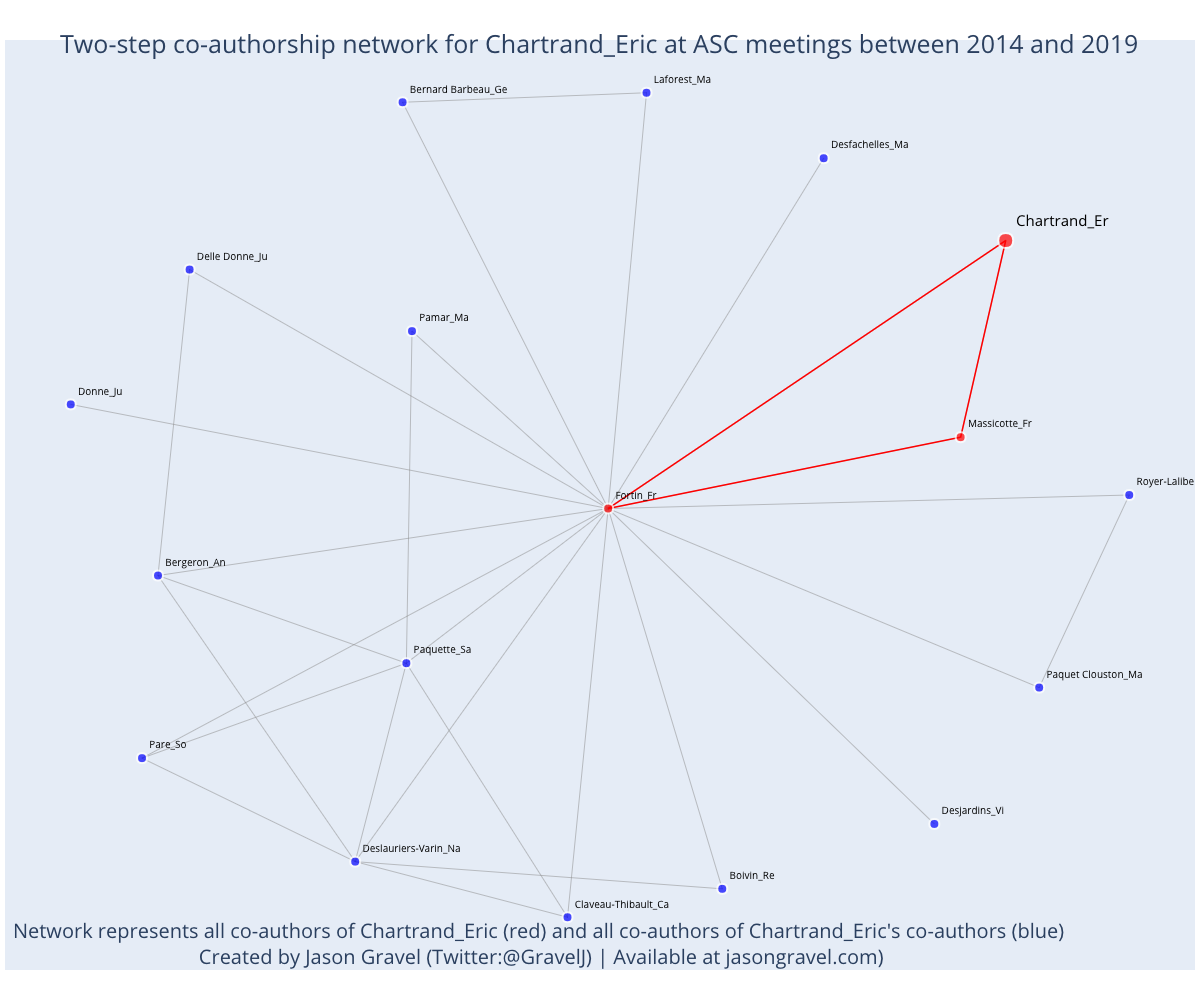 Two-step co-authorship network for Chartrand_Eric at ASC meetings between 2014 and 2019
Laforest_Ma
Bernard Barbeau_Ge
Desfachelles_Ma
Chartrand_Er
Delle Donne_Ju
Pamar_Ma
Donne_Ju
Massicotte_Fr
Royer-Lalibe
Fortin_Fr
Bergeron_An
Paquette_Sa
Paquet Clouston_Ma
Pare_So
Desjardins_Vi
Deslauriers-Varin_Na
Boivin_Re
Claveau-Thibault_Ca
Network represents all co-authors of Chartrand_Eric (red) and all co-authors of Chartrand_Eric's co-authors (blue)
Created by Jason Gravel (Twitter:@GravelJ) | Available at jasongravel.com)